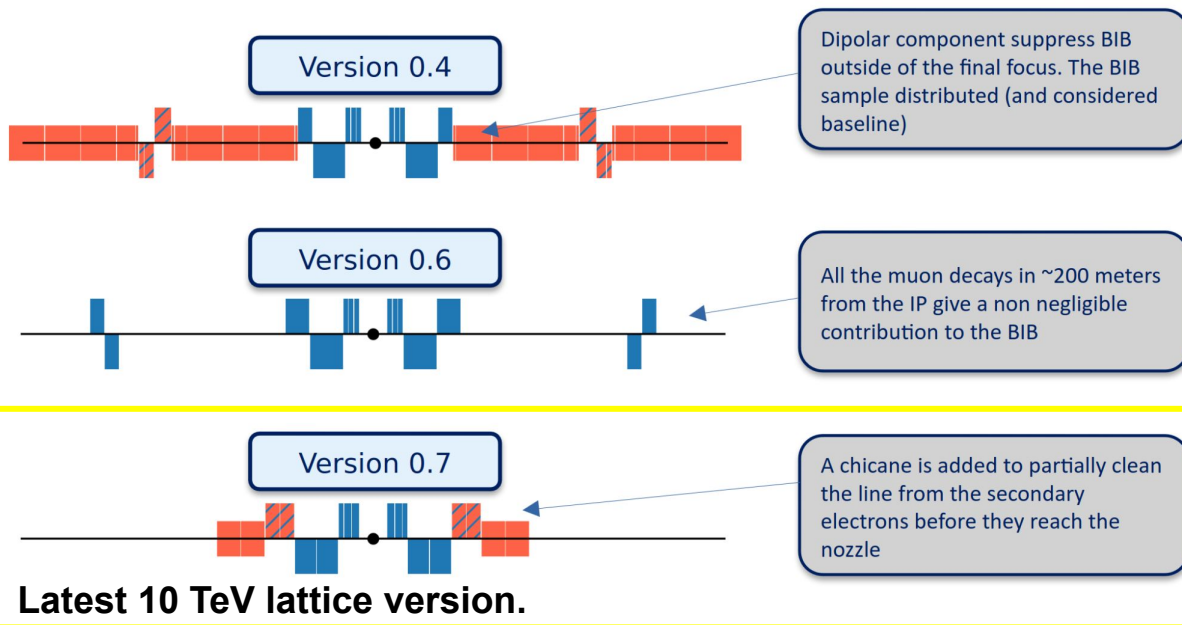 Version 0.4
Dipolar component suppress BIB
outside of the final focus. The BIB
sample distributed (and considered
baseline)
Version 0.6
All the muon decays in ~200 meters
from the IP give a non negligible
contribution to the BIB
Version 0.7
A chicane is added to partially clean
the line from the secondary
electrons before they reach the
nozzle
Latest 10 TeV lattice version.